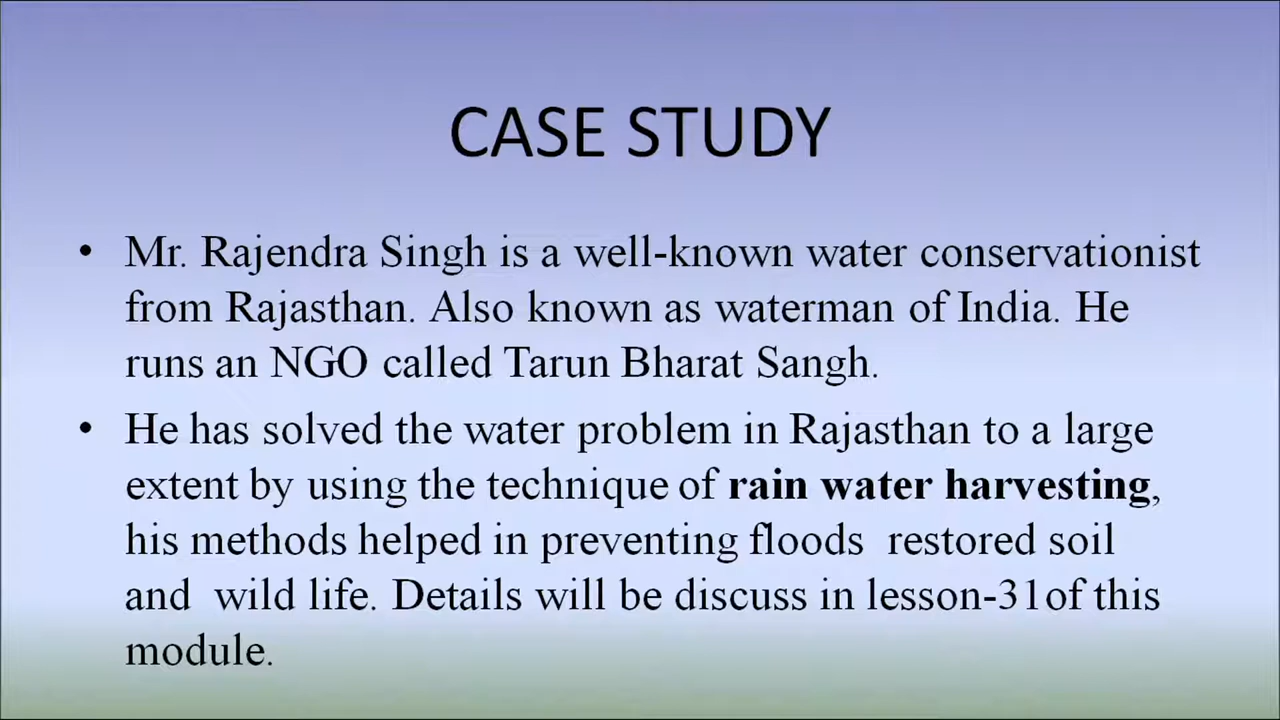 CASE STUDY
• Mr. Rajendra Singh is a well-known water conservationist
from Rajasthan. Also known as waterman of India. He
runs an NGO called Tarun Bharat Sangh.
• He has solved the water problem in Rajasthan to a large
extent by using the technique of rain water harvesting,
his methods helped in preventing floods  restored soil
and  wild life. Details will be discuss in lesson-31of this
module.